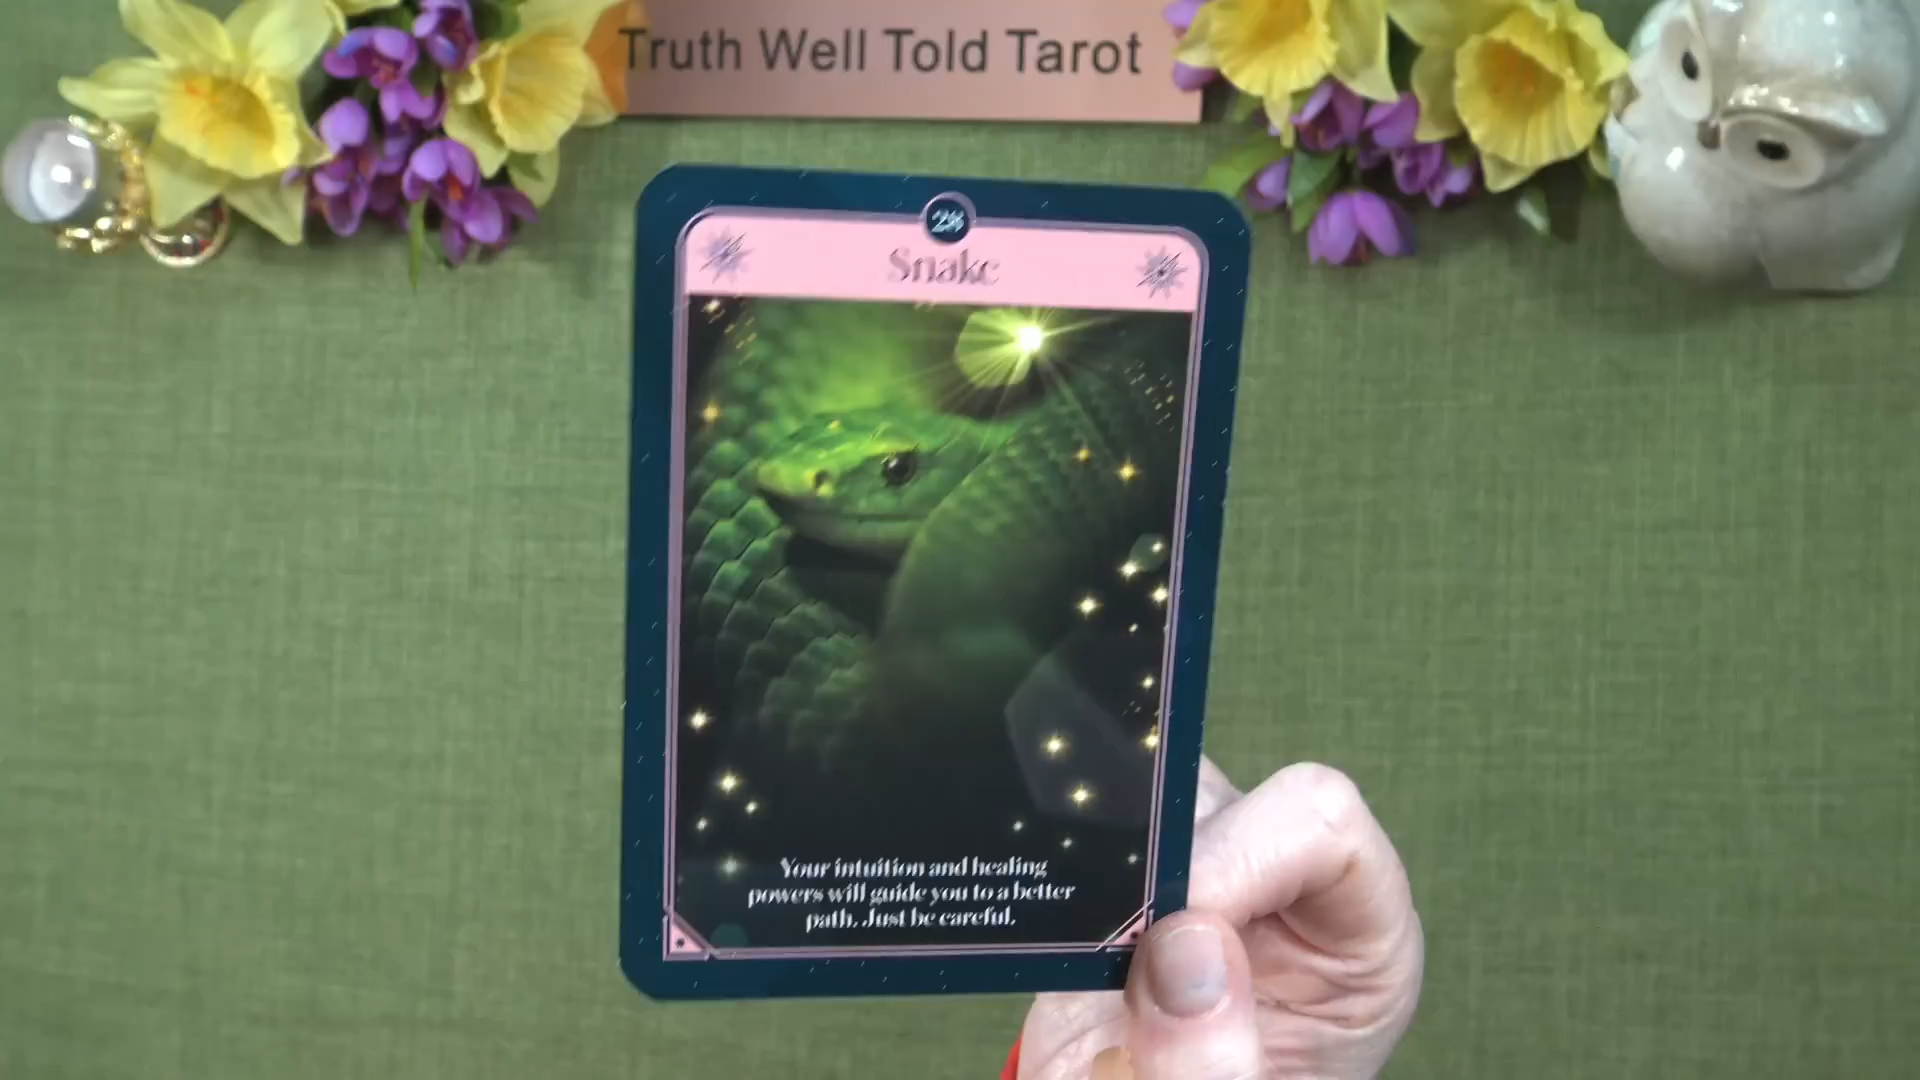 Truth Well Told Tarot
28
Snake
Your intuition and healing
powers will guide you to a better
path. Just be careful.